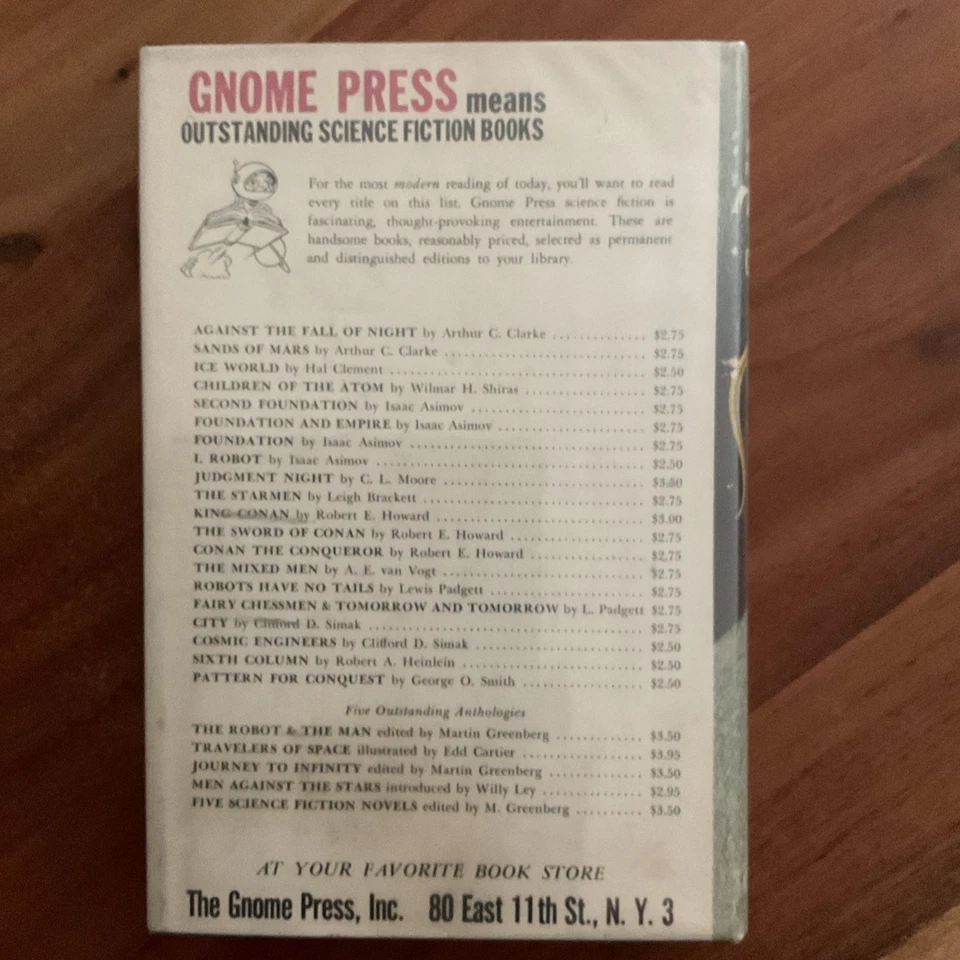 GNOME PRESS means
OUTSTANDING SCIENCE FICTION BOOKS
For the most modern reading of today, you'll want to read
every title on this list. Gnome Press science fiction is
fascinating, thought-provoking entertainment. These are
handsome books, reasonably priced, selected as permanent
and distinguished editions to your library.
AGAINST THE FALL OF NIGHT by Arthur C. Clarke .............. $2.75
SANDS OF MARS by Arthur C. Clarke .............. $2.75
ICE WORLD by Hal Clement .............. $2.50
CHILDREN OF THE ATOM by Wilmar H. Shiras .............. $2.75
SECOND FOUNDATION by Isaac Asimov .............. $2.75
FOUNDATION AND EMPIRE by Isaac Asimov .............. $2.75
FOUNDATION by Isaac Asimov .............. $2.75
I, ROBOT by Isaac Asimov .............. $2.50
JUDGMENT NIGHT by C. L. Moore .............. $3.50
THE STARMEN by Leigh Brackett .............. $2.75
KING CONAN by Robert E. Howard .............. $3.00
THE SWORD OF CONAN by Robert E. Howard .............. $2.75
CONAN THE CONQUEROR by Robert E. Howard .............. $2.75
THE MIXED MEN by A. E. van Vogt .............. $2.75
ROBOTS HAVE NO TAILS by Lewis Padgett .............. $2.75
FAIRY CHESSMEN & TOMORROW AND TOMORROW by L. Padgett $2.75
CITY by Clifford D. Simak .............. $2.75
COSMIC ENGINEERS by Clifford D. Simak .............. $2.50
SIXTH COLUMN by Robert A. Heinlein .............. $2.50
PATTERN FOR CONQUEST by George O. Smith .............. $2.50
Five Outstanding Anthologies
THE ROBOT & THE MAN edited by Martin Greenberg .............. $3.50
TRAVELERS OF SPACE illustrated by Edd Cartier .............. $3.95
JOURNEY TO INFINITY edited by Martin Greenberg .............. $3.50
MEN AGAINST THE STARS introduced by Willy Ley .............. $2.95
FIVE SCIENCE FICTION NOVELS edited by M. Greenberg .......... $3.50
AT YOUR FAVORITE BOOK STORE
The Gnome Press, Inc. 80 East 11th St., N. Y. 3